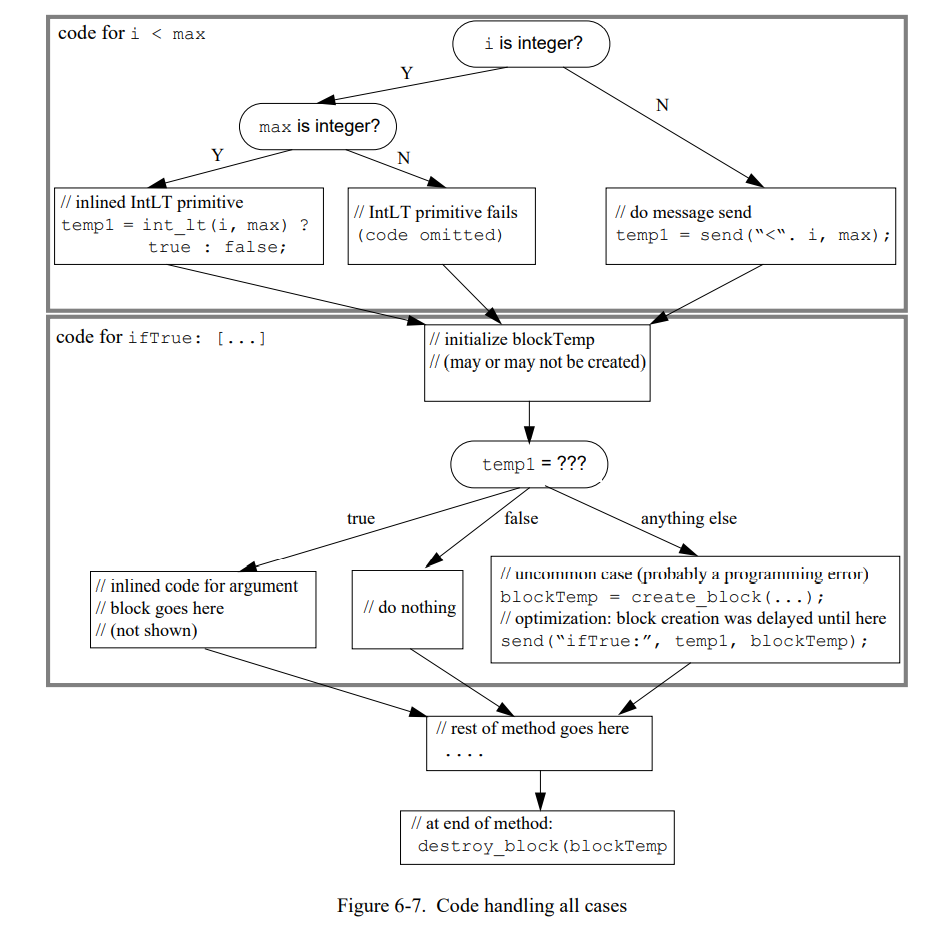 code for i < max
i is integer?
Y
N
max is integer?
Y
N
// inlined IntLT primitive
temp1 = int_lt(i, max) ?
true : false;
// IntLT primitive fails
(code omitted)
// do message send
temp1 = send(“<“. i, max);
code for ifTrue: [...]
// initialize blockTemp
// (may or may not be created)
temp1 = ???
true
false
anything else
// inlined code for argument
// block goes here
// (not shown)
// do nothing
// uncommon case (probably a programming error)
blockTemp = create_block(...);
// optimization: block creation was delayed until here
send(“ifTrue:”, temp1, blockTemp);
// rest of method goes here
....
// at end of method:
destroy_block(blockTemp
Figure 6-7. Code handling all cases